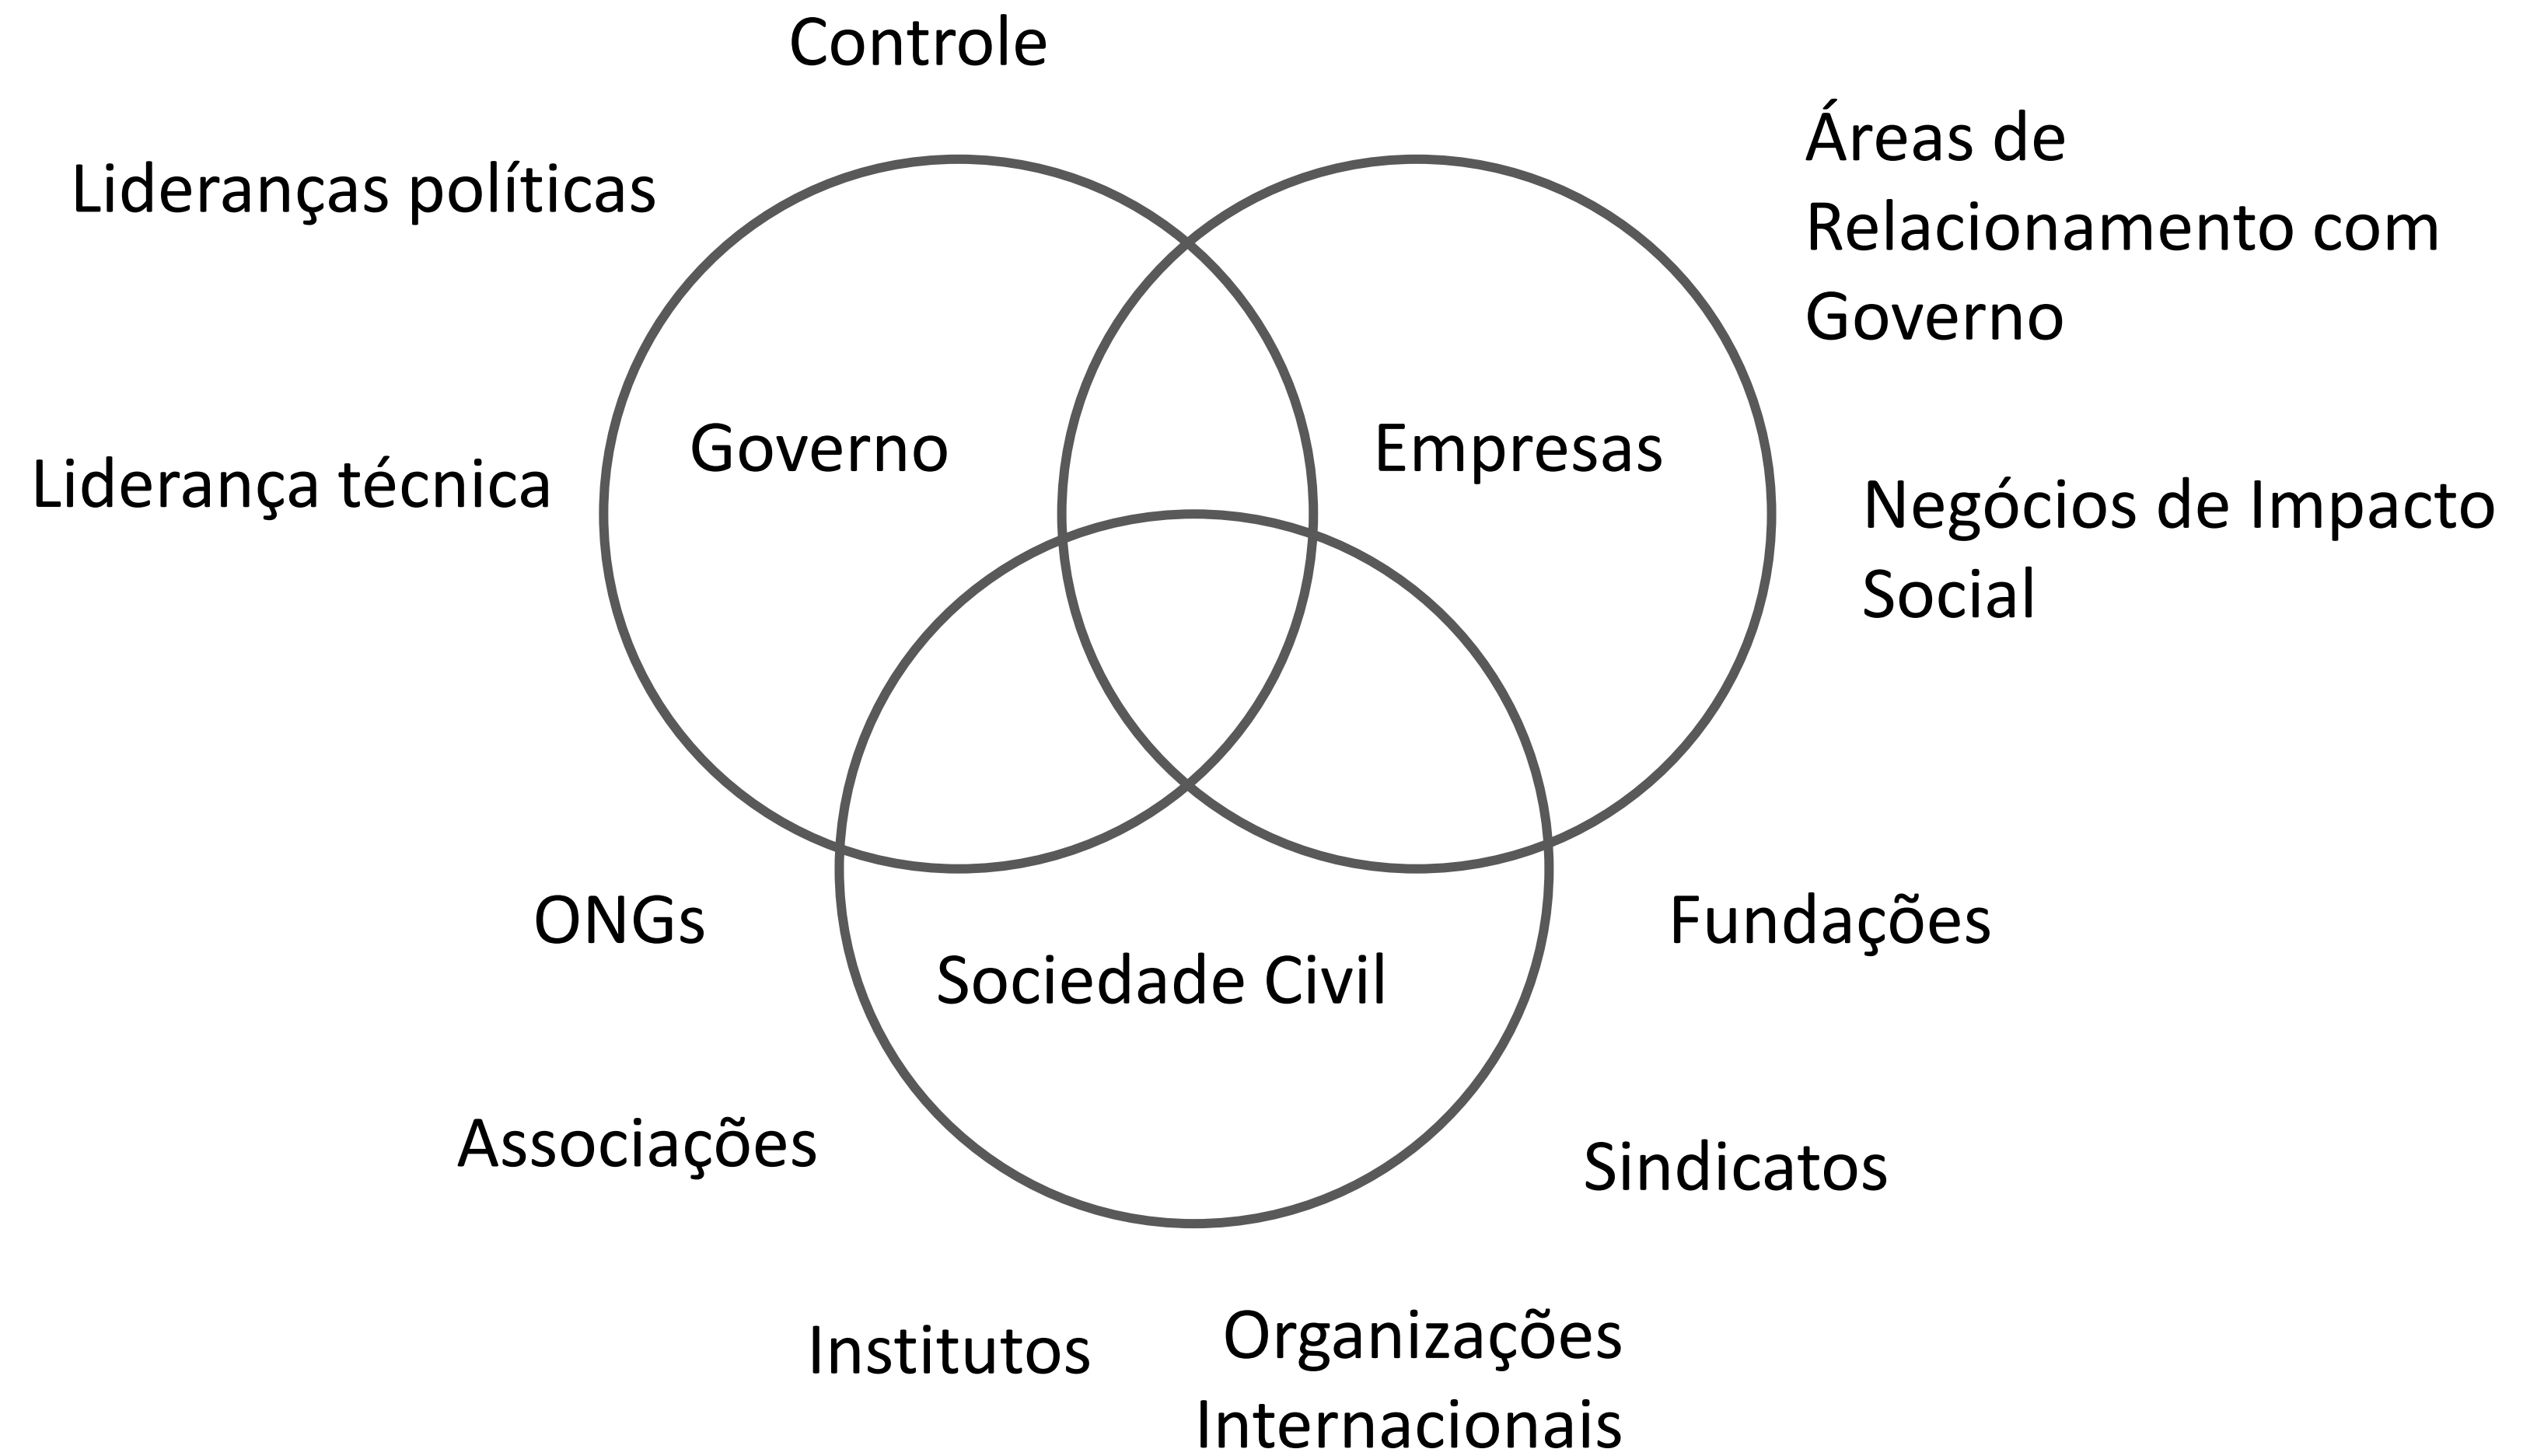 Controle
Lideranças políticas
Áreas de
Relacionamento com
Governo
Liderança técnica
Governo
Empresas
Negócios de Impacto
Social
ONGs
Sociedade Civil
Fundações
Associações
Sindicatos
Institutos
Organizações
Internacionais